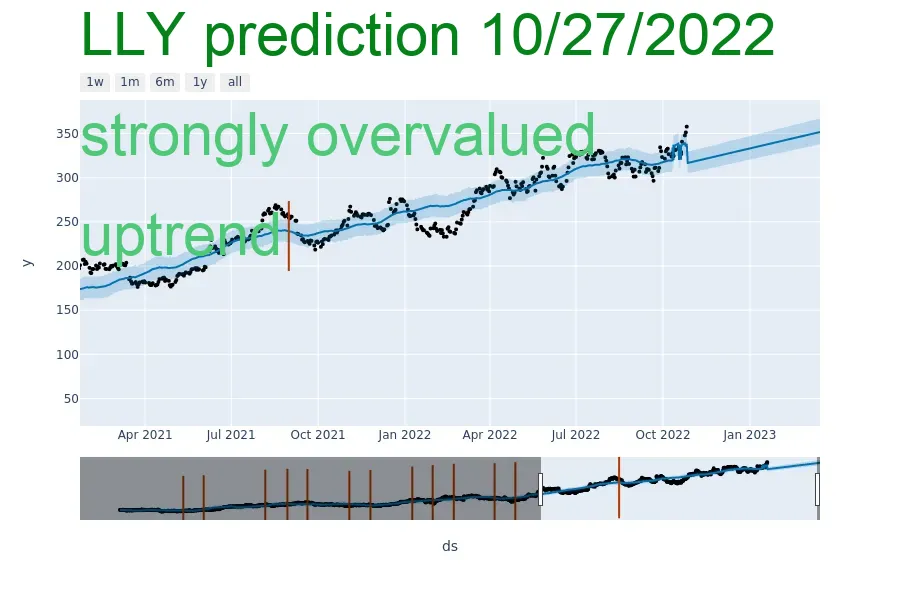 LLY prediction 10/27/2022
1w 1m 6m 1y all
strongly overvalued
uptrend
y
350
300
250
200
150
100
50
Apr 2021 Jul 2021 Oct 2021 Jan 2022 Apr 2022 Jul 2022 Oct 2022 Jan 2023
ds